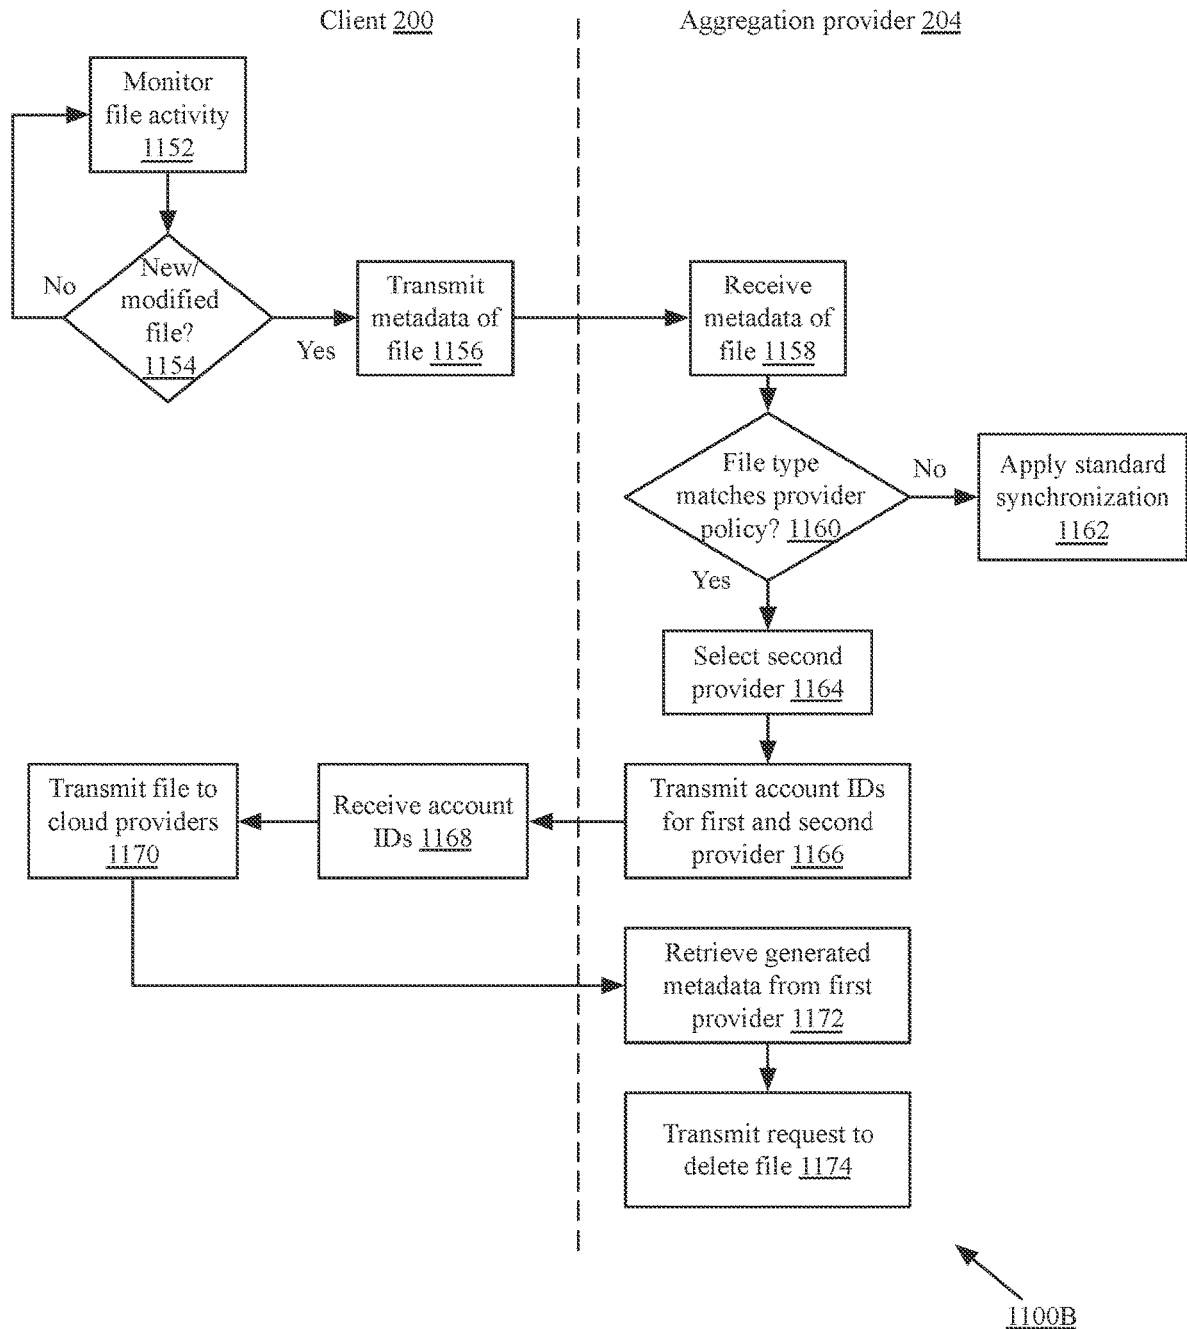 Client 200
Aggregation provider 204
Monitor
file activity
1152
New/
modified
file?
1154
No
Yes
Transmit
metadata of
file 1156
Receive
metadata of
file 1158
File type
matches provider
policy? 1160
No
Apply standard
synchronization
1162
Yes
Select second
provider 1164
Transmit account IDs
for first and second
provider 1166
Receive account
IDs 1168
Transmit file to
cloud providers
1170
Retrieve generated
metadata from first
provider 1172
Transmit request to
delete file 1174
1100B